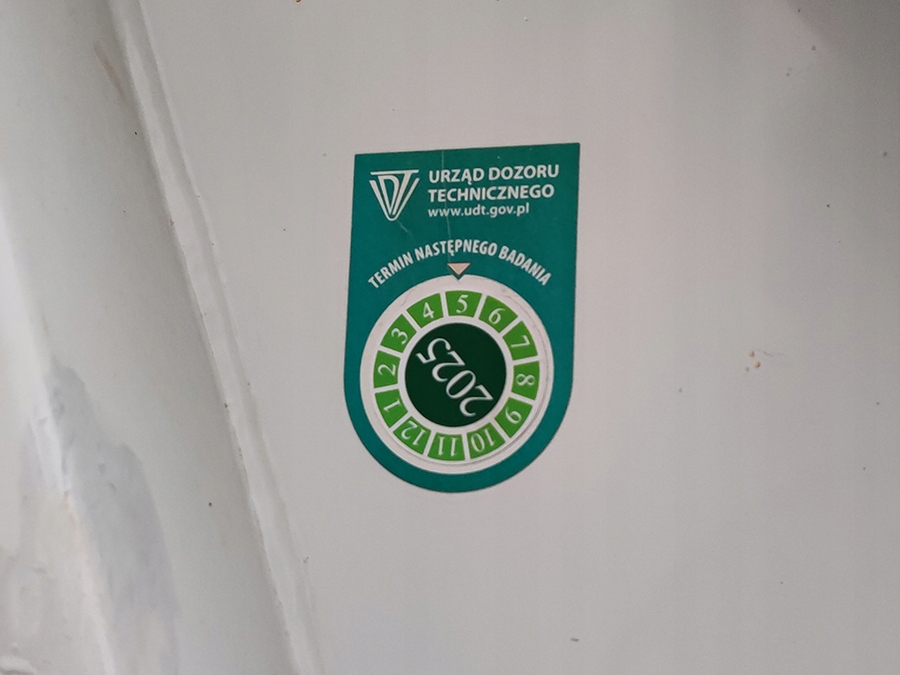 UDT
URZĄD DOZORU
TECHNICZNEGO
www.udt.gov.pl
TERMIN NASTĘPNEGO BADANIA
1 2 3 4 5 6 7 8 9 10 11 12
2025